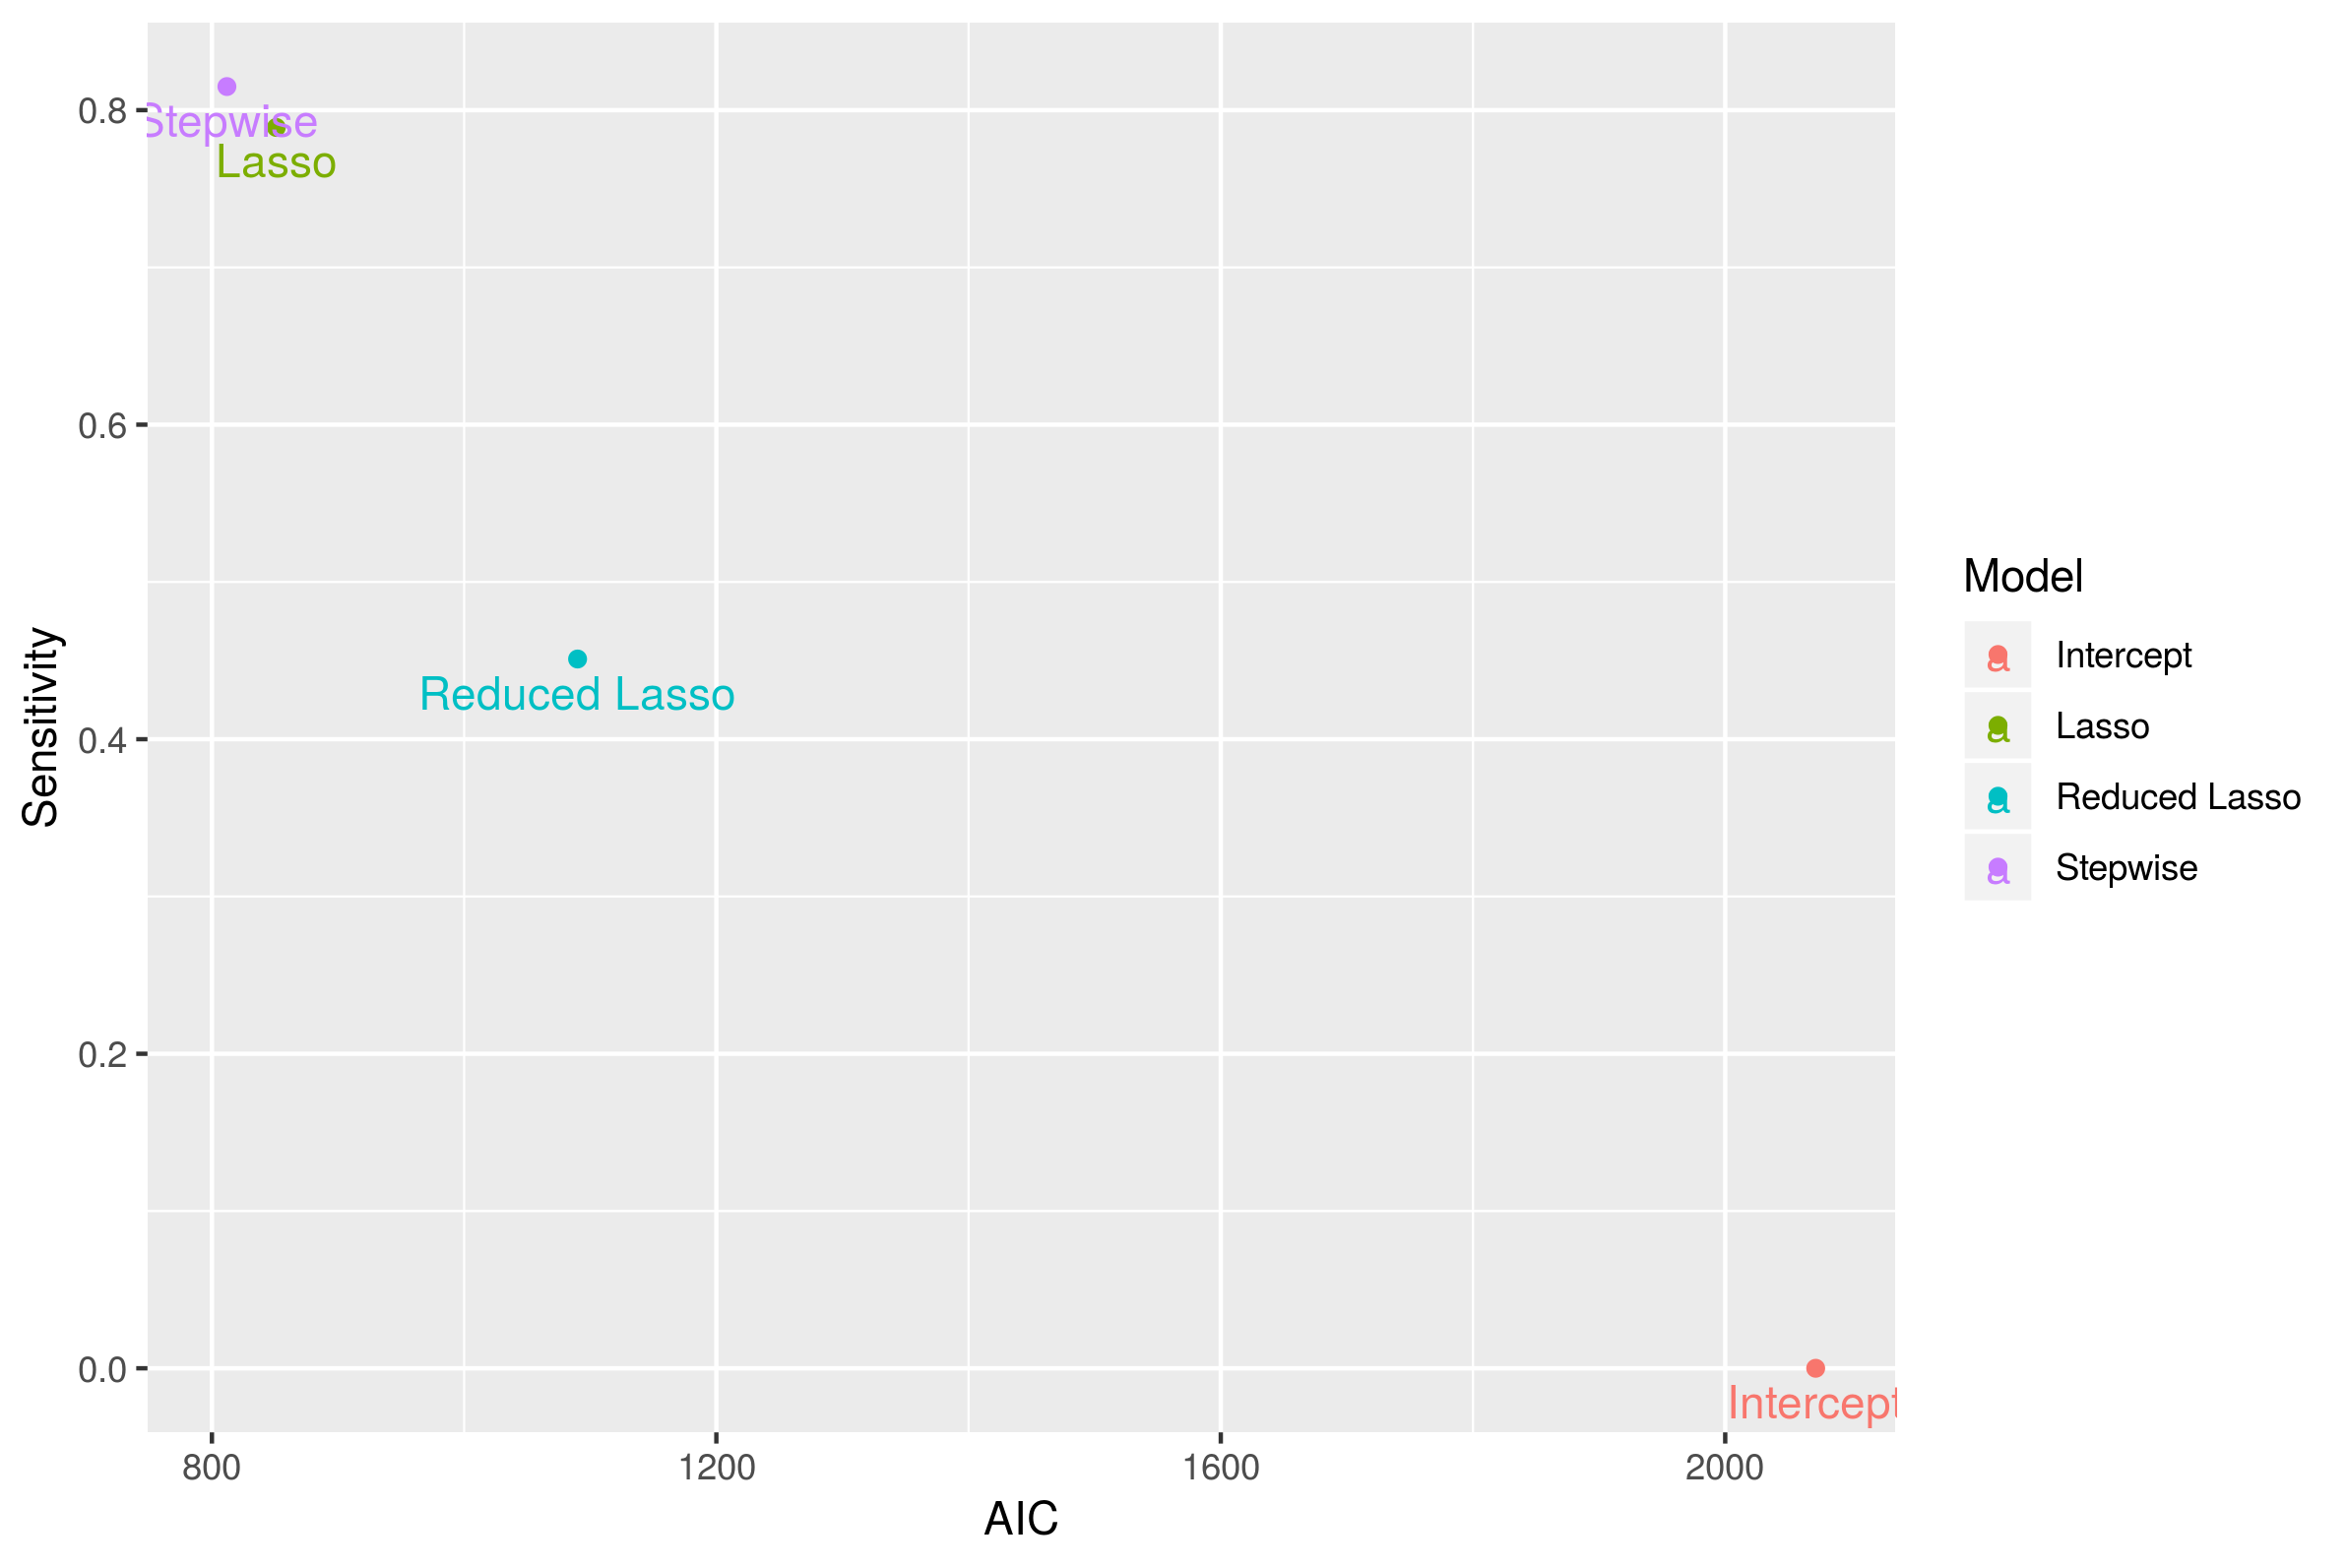 Sensitivity
0.8
0.6
0.4
0.2
0.0
Stepwise
Lasso
Reduced Lasso
Intercept
800 1200 1600 2000
AIC
Model
a Intercept
a Lasso
a Reduced Lasso
a Stepwise